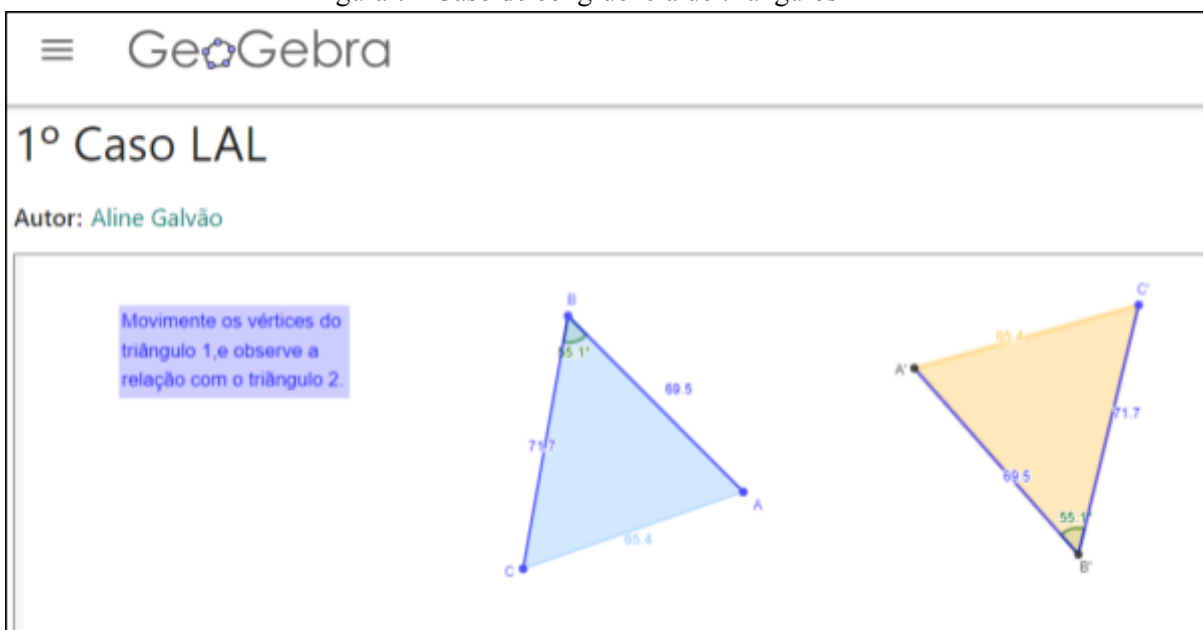 GeoGebra
1º Caso LAL
Autor: Aline Galvão
Movimente os vértices do
triângulo 1,e observe a
relação com o triângulo 2.
B
55.1°
69.5
71.7
A
65.4
C
C'
65.4
A'
71.7
69.5
55.1°
B'